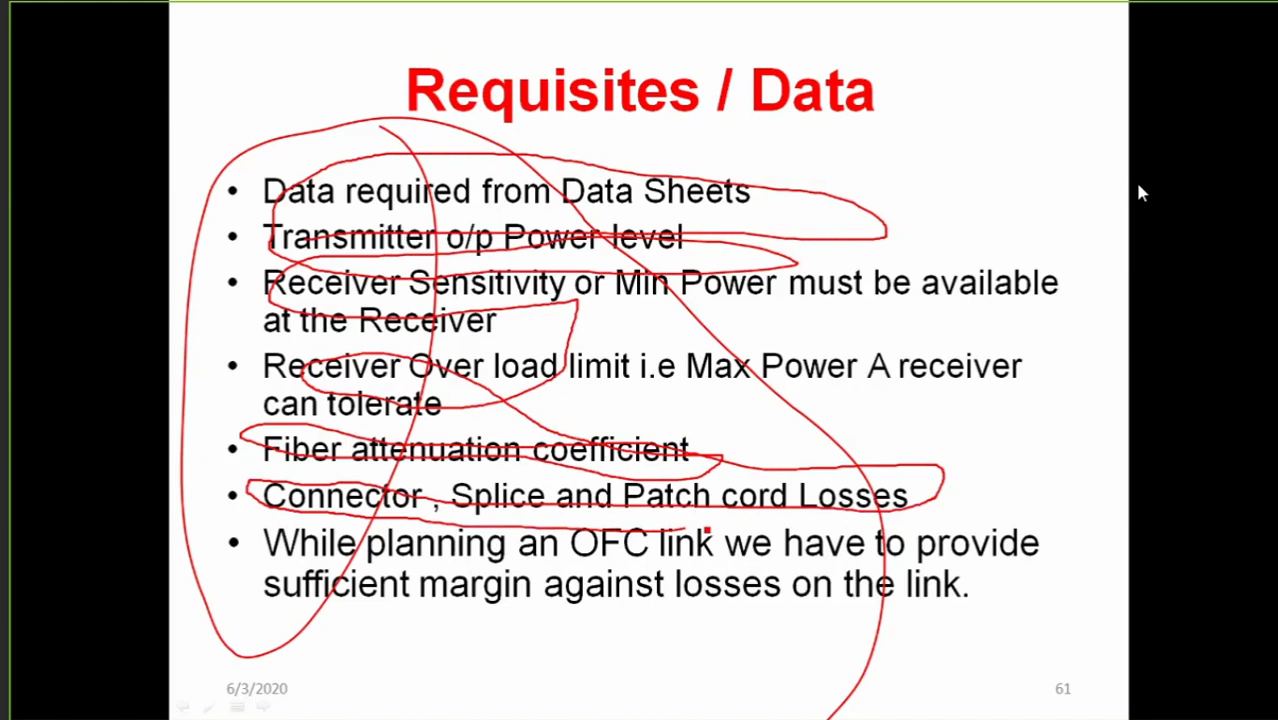 Requisites / Data
• Data required from Data Sheets
• Transmitter o/p Power level
• Receiver Sensitivity or Min Power must be available
at the Receiver
• Receiver Over load limit i.e Max Power A receiver
can tolerate
• Fiber attenuation coefficient
• Connector , Splice and Patch cord Losses
• While planning an OFC link we have to provide
sufficient margin against losses on the link.
6/3/2020
61